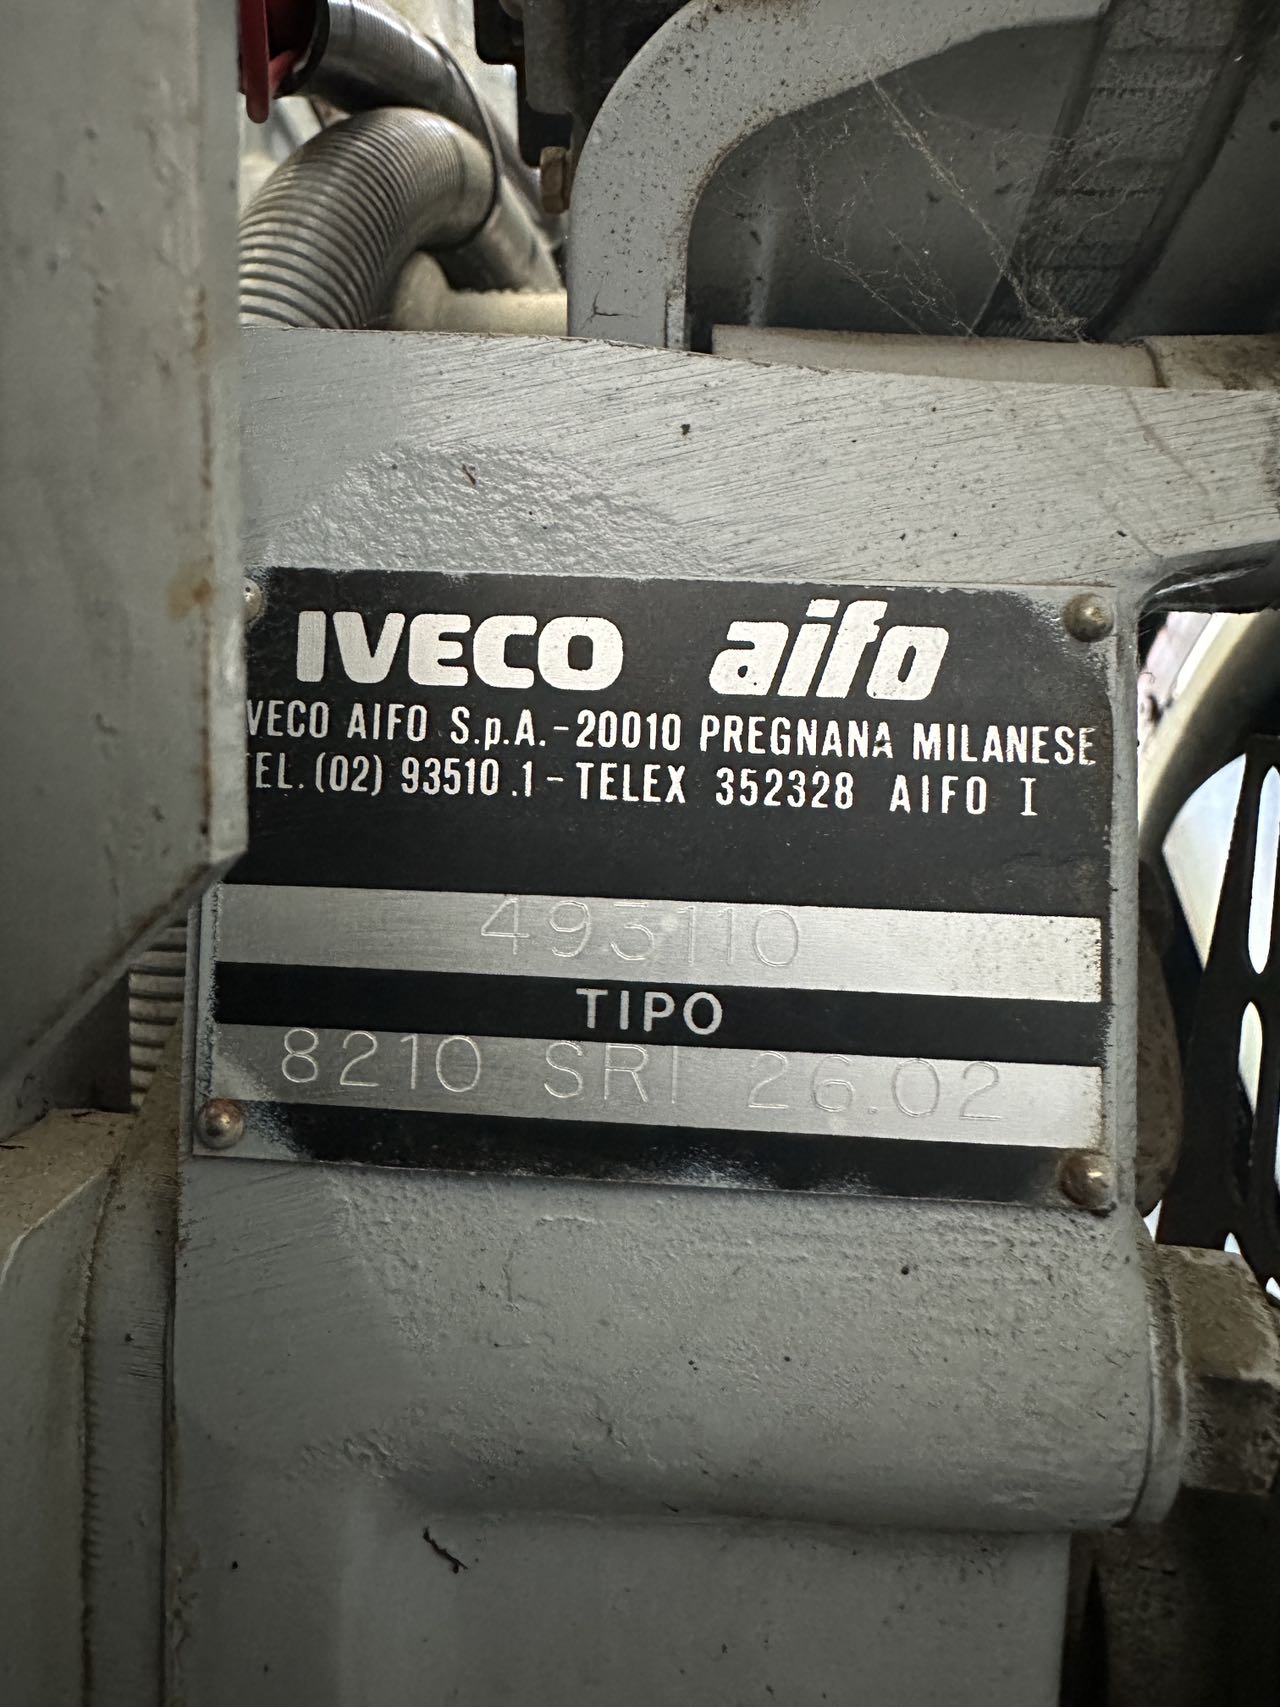 IVECO aifo
VECO AIFO S.p.A.-20010 PREGNANA MILANESE
EL. (02) 93510.1-TELEX 352328 AIFO I
493110
TIPO
8210 SRI 26.02